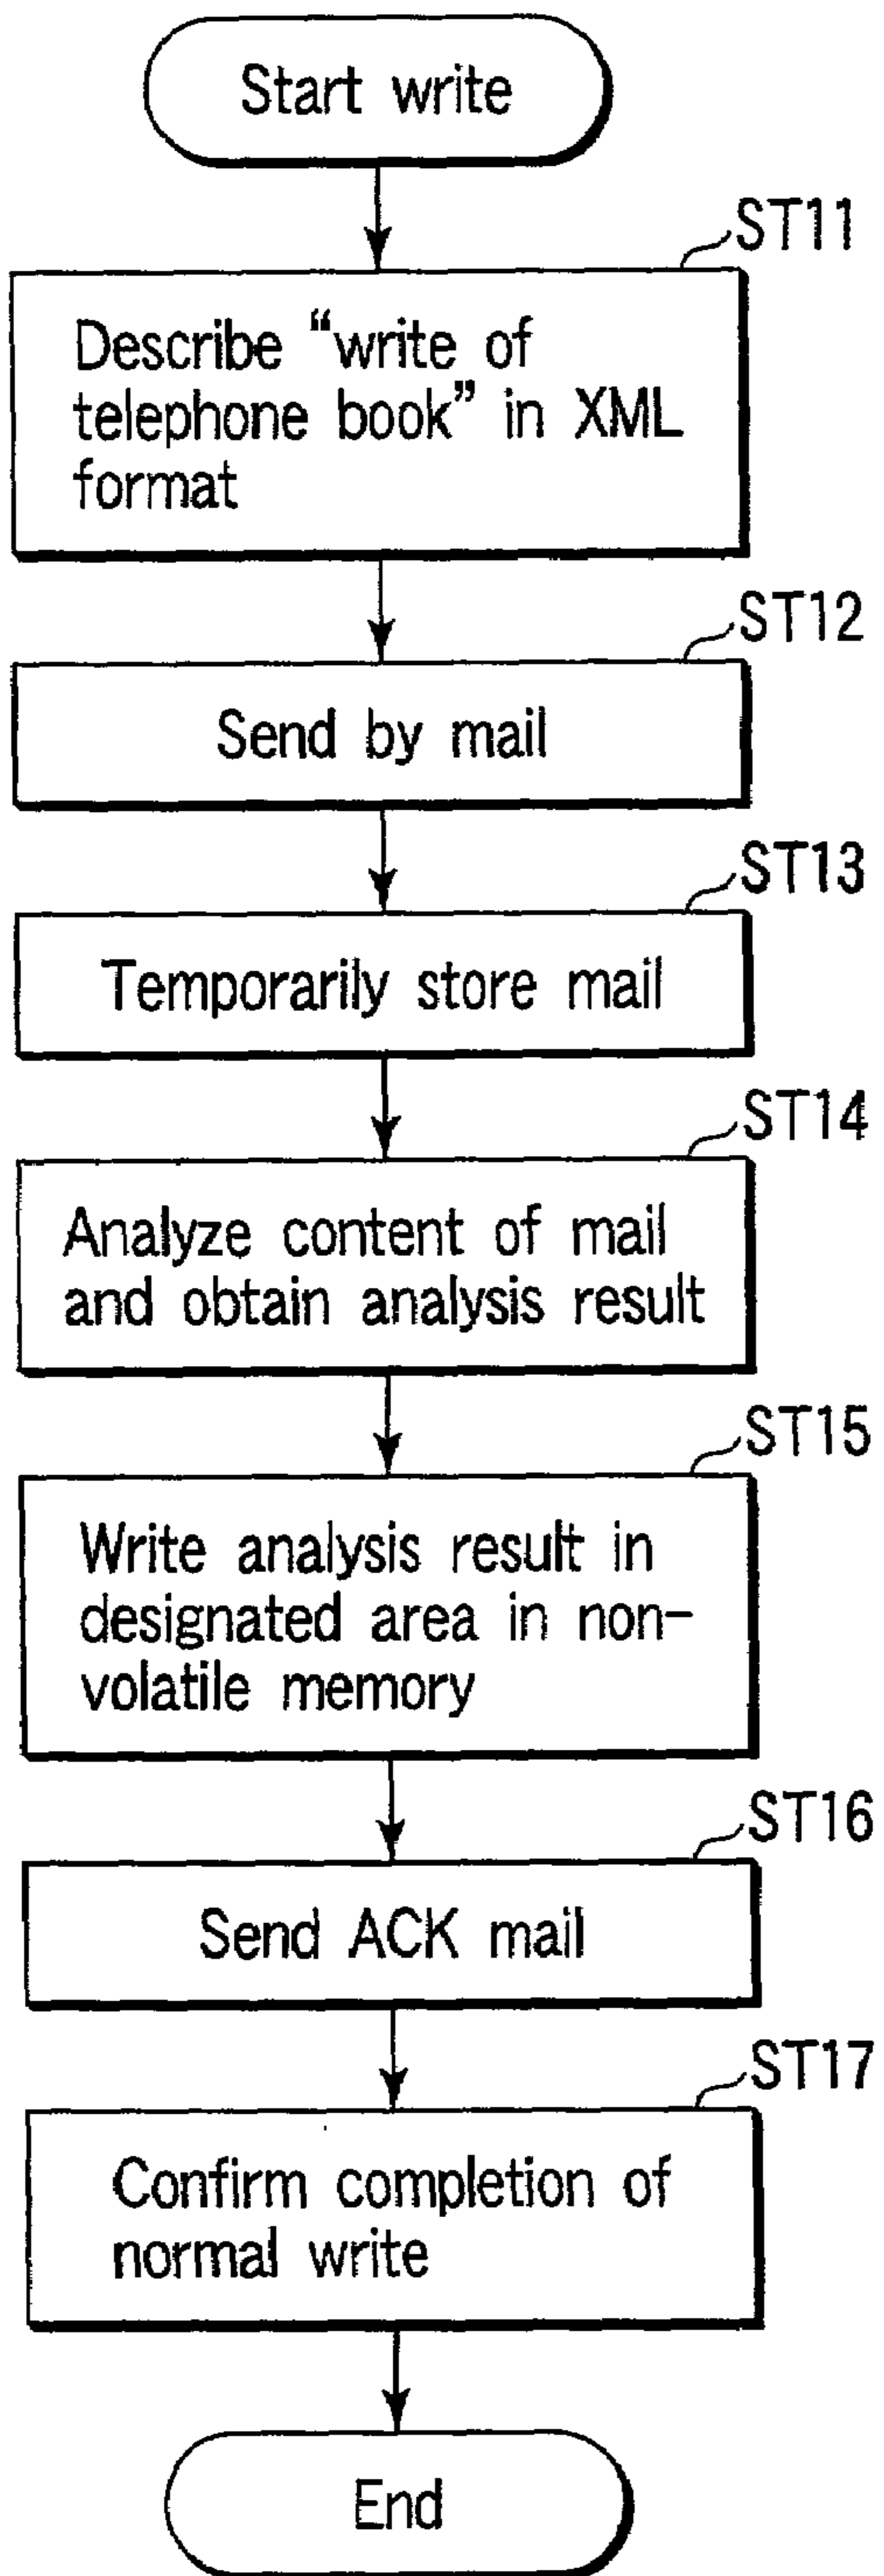 Start write
ST11
Describe “write of
telephone book” in XML
format
ST12
Send by mail
ST13
Temporarily store mail
ST14
Analyze content of mail
and obtain analysis result
ST15
Write analysis result in
designated area in non-
volatile memory
ST16
Send ACK mail
ST17
Confirm completion of
normal write
End